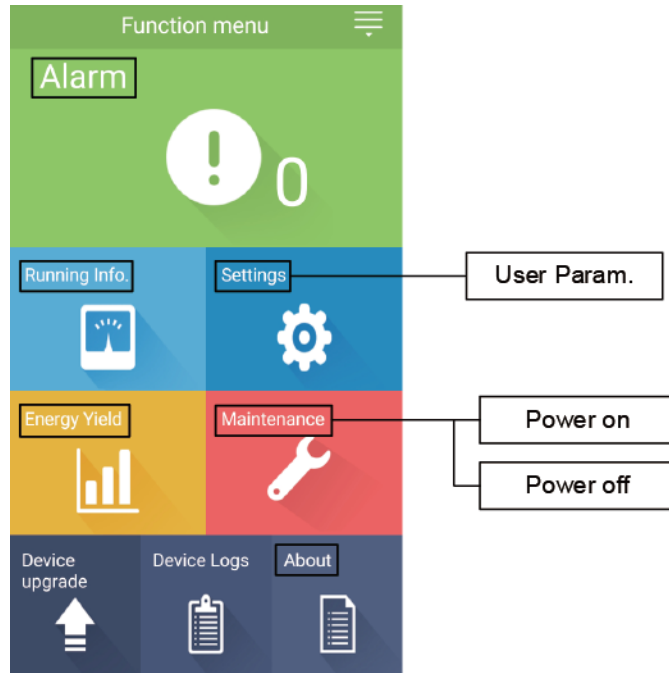 Function menu
Alarm
0
Running Info.
Settings
User Param.
Energy Yield
Maintenance
Power on
Power off
Device
upgrade
Device Logs
About